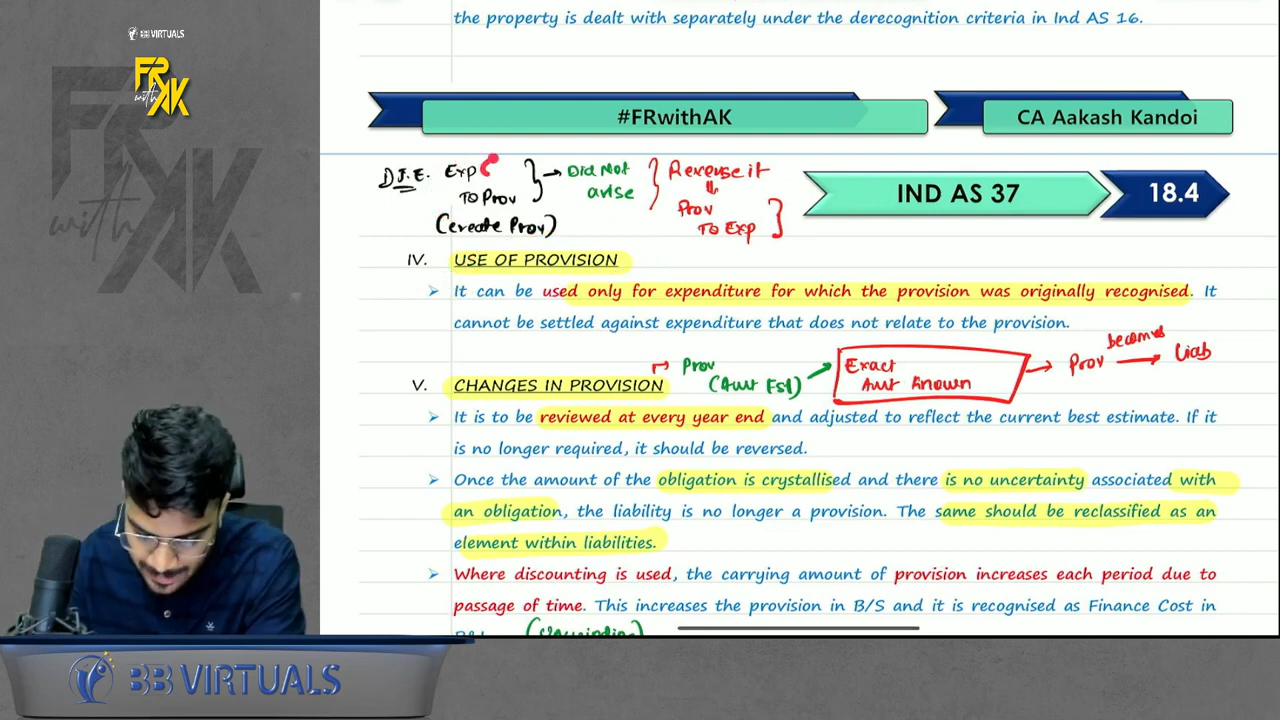 the property is dealt with separately under the derecognition criteria in Ind AS 16.
BB VIRTUALS
FR
with AK
#FRwithAK
CA Aakash Kandoi
IND AS 37
18.4
D.J.E. Exp
To Prov
(create Prov)
→ Did Not
arise
Reverse it
Prov
To Exp
IV. USE OF PROVISION
➢ It can be used only for expenditure for which the provision was originally recognised. It
cannot be settled against expenditure that does not relate to the provision.
Prov
(Amt Est)
Exact
Amt Known
→ Prov becomes → Liab
V. CHANGES IN PROVISION
➢ It is to be reviewed at every year end and adjusted to reflect the current best estimate. If it
is no longer required, it should be reversed.
➢ Once the amount of the obligation is crystallised and there is no uncertainty associated with
an obligation, the liability is no longer a provision. The same should be reclassified as an
element within liabilities.
➢ Where discounting is used, the carrying amount of provision increases each period due to
passage of time. This increases the provision in B/S and it is recognised as Finance Cost in
BB VIRTUALS